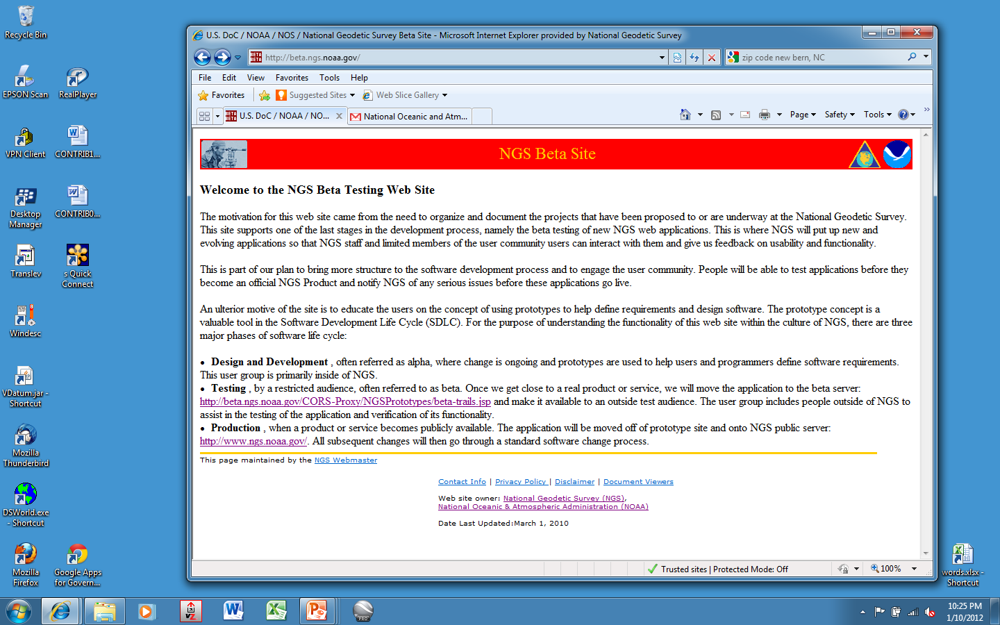 Recycle Bin
EPSON Scan
RealPlayer
VPN Client
CONTRIB1...
Desktop
Manager
CONTRIB0...
Translev
s Quick
Connect
Windesc
VDatum.jar -
Shortcut
Mozilla
Thunderbird
DSWorld.exe
- Shortcut
Mozilla
Firefox
Google Apps
for Govern...
words.xlsx -
Shortcut
U.S. DoC / NOAA / NOS / National Geodetic Survey Beta Site - Microsoft Internet Explorer provided by National Geodetic Survey
BETA
BETA
http://beta.ngs.noaa.gov/
zip code new bern, NC
File Edit View Favorites Tools Help
Favorites Suggested Sites Web Slice Gallery
BETA
BETA
U.S. DoC / NOAA / NO... National Oceanic and Atm... Page Safety Tools
NGS Beta Site
Welcome to the NGS Beta Testing Web Site
The motivation for this web site came from the need to organize and document the projects that have been proposed to or are underway at the National Geodetic Survey.
This site supports one of the last stages in the development process, namely the beta testing of new NGS web applications. This is where NGS will put up new and
evolving applications so that NGS staff and limited members of the user community users can interact with them and give us feedback on usability and functionality.
This is part of our plan to bring more structure to the software development process and to engage the user community. People will be able to test applications before they
become an official NGS Product and notify NGS of any serious issues before these applications go live.
An ulterior motive of the site is to educate the users on the concept of using prototypes to help define requirements and design software. The prototype concept is a
valuable tool in the Software Development Life Cycle (SDLC). For the purpose of understanding the functionality of this web site within the culture of NGS, there are three
major phases of software life cycle:
• Design and Development , often referred as alpha, where change is ongoing and prototypes are used to help users and programmers define software requirements.
This user group is primarily inside of NGS.
• Testing , by a restricted audience, often referred to as beta. Once we get close to a real product or service, we will move the application to the beta server:
http://beta.ngs.noaa.gov/CORS-Proxy/NGSPrototypes/beta-trails.jsp and make it available to an outside test audience. The user group includes people outside of NGS to
assist in the testing of the application and verification of its functionality.
• Production , when a product or service becomes publicly available. The application will be moved off of prototype site and onto NGS public server:
http://www.ngs.noaa.gov/. All subsequent changes will then go through a standard software change process.
This page maintained by the NGS Webmaster
Contact Info | Privacy Policy | Disclaimer | Document Viewers
Web site owner: National Geodetic Survey (NGS),
National Oceanic & Atmospheric Administration (NOAA)
Date Last Updated:March 1, 2010
Trusted sites | Protected Mode: Off
100%
VZ
PRO
10:25 PM
1/10/2012